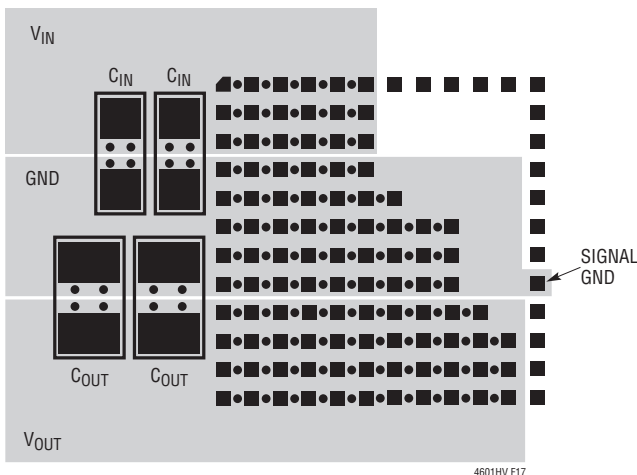 VIN
CIN CIN
GND
SIGNAL
GND
COUT COUT
VOUT
4601HV F17